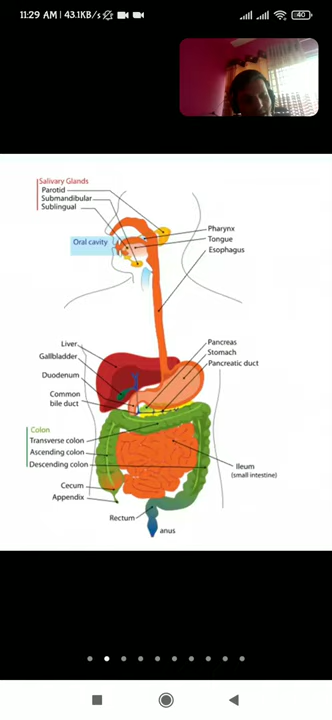 11:29 AM | 43.1KB/s
40
Salivary Glands
Parotid
Submandibular
Sublingual
Oral cavity
Pharynx
Tongue
Esophagus
Liver
Gallbladder
Duodenum
Common
bile duct
Pancreas
Stomach
Pancreatic duct
Colon
Transverse colon
Ascending colon
Descending colon
Cecum
Appendix
Ileum
(small intestine)
Rectum
anus